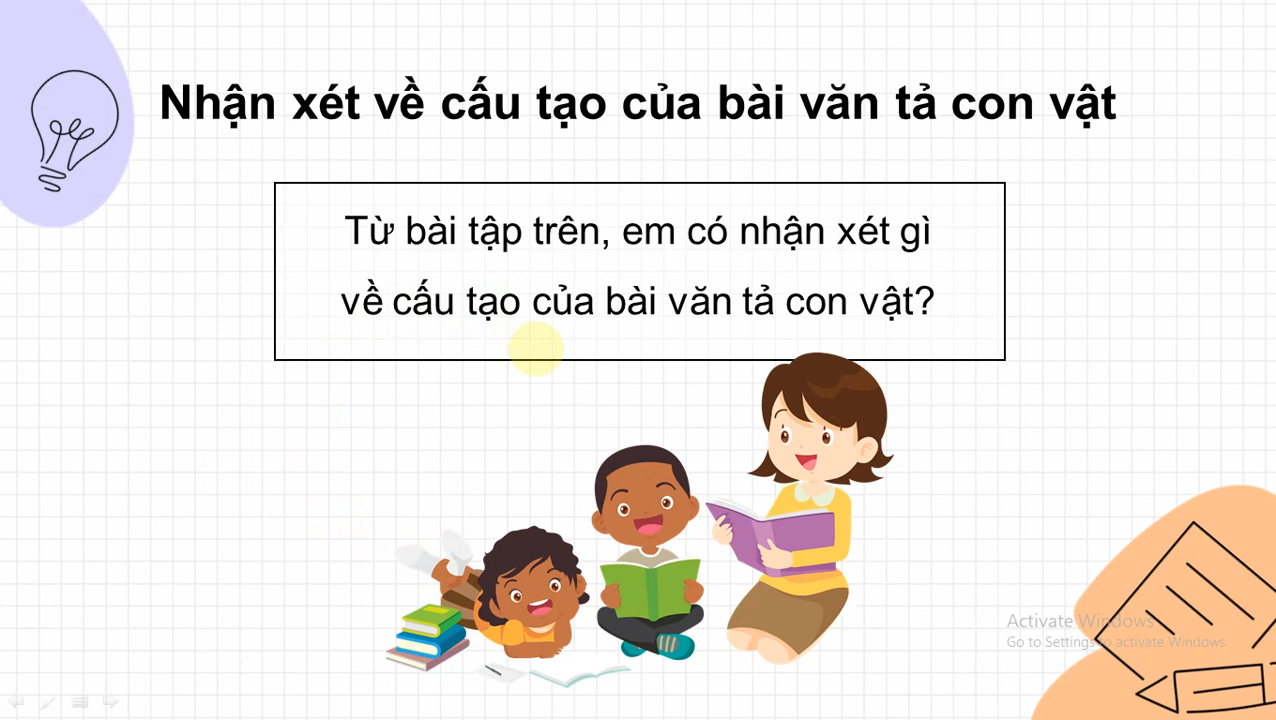 Nhận xét về cấu tạo của bài văn tả con vật
Từ bài tập trên, em có nhận xét gì
về cấu tạo của bài văn tả con vật?
Activate Windows
Go to Settings to activate Windows.